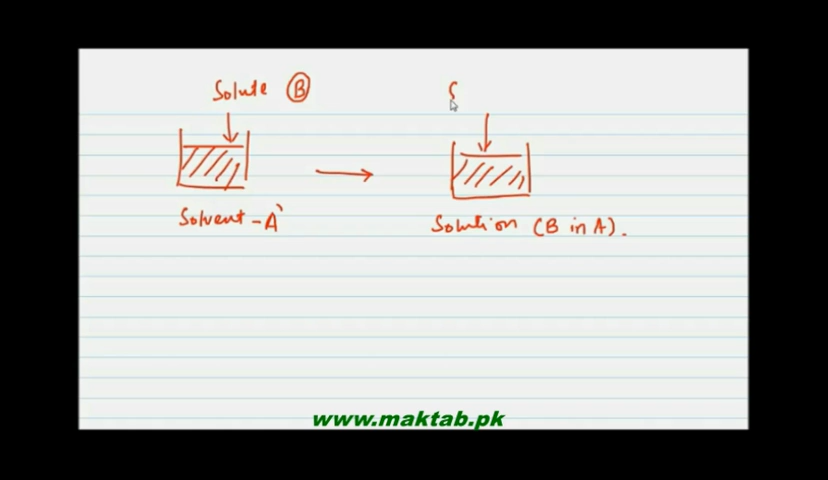 Solute B
S
Solvent - A
Solution (B in A).
www.maktab.pk